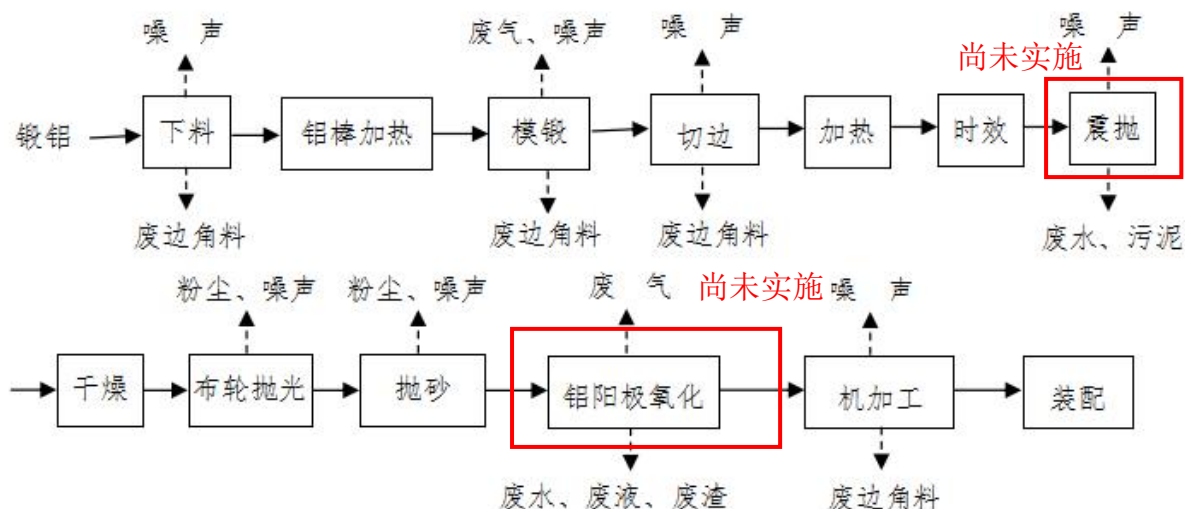 噪 声
废气、噪声
噪 声
噪 声
尚未实施
锻铝
下料
铝棒加热
模锻
切边
加热
时效
震抛
废边角料
废边角料
废边角料
废水、污泥
粉尘、噪声
粉尘、噪声
废 气
尚未实施
噪 声
干燥
布轮抛光
抛砂
铝阳极氧化
机加工
装配
废水、废液、废渣
废边角料